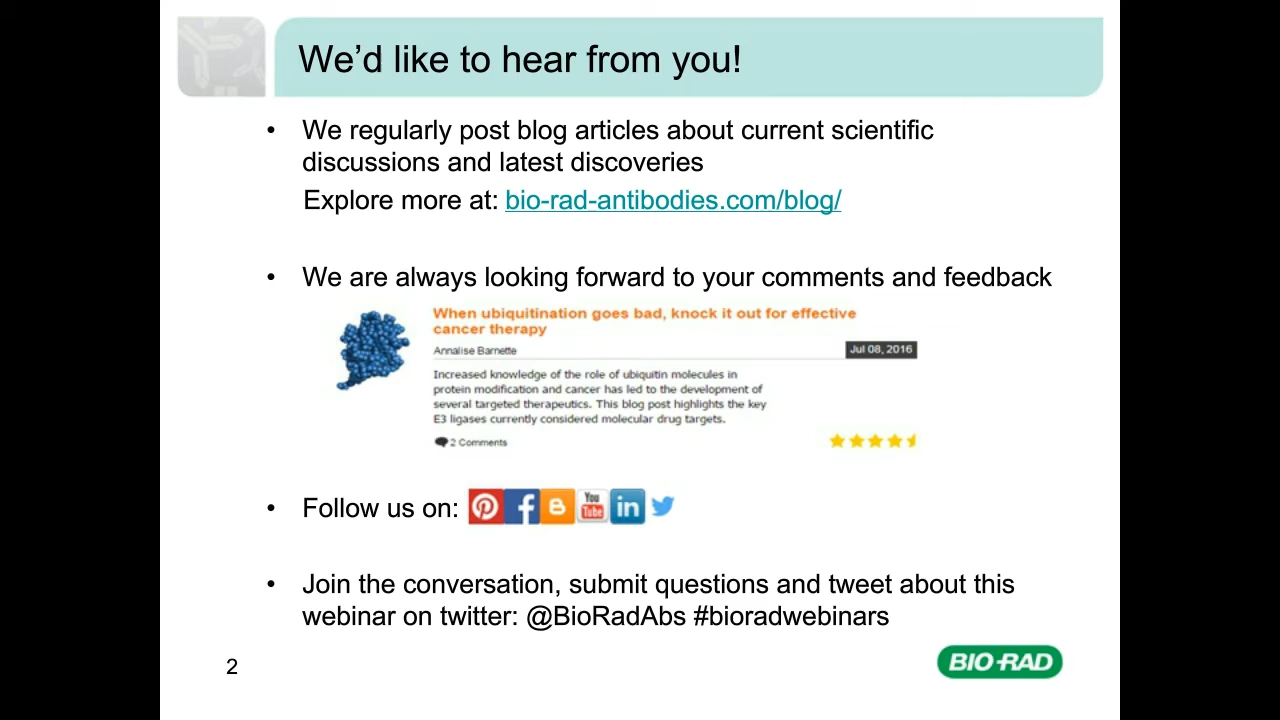 We'd like to hear from you!
• We regularly post blog articles about current scientific
discussions and latest discoveries
Explore more at: bio-rad-antibodies.com/blog/
• We are always looking forward to your comments and feedback
When ubiquitination goes bad, knock it out for effective
cancer therapy
Annalise Barnette
Jul 08, 2016
Increased knowledge of the role of ubiquitin molecules in
protein modification and cancer has led to the development of
several targeted therapeutics. This blog post highlights the key
E3 ligases currently considered molecular drug targets.
2 Comments
• Follow us on:
You
Tube
in
• Join the conversation, submit questions and tweet about this
webinar on twitter: @BioRadAbs #bioradwebinars
2
BIO-RAD